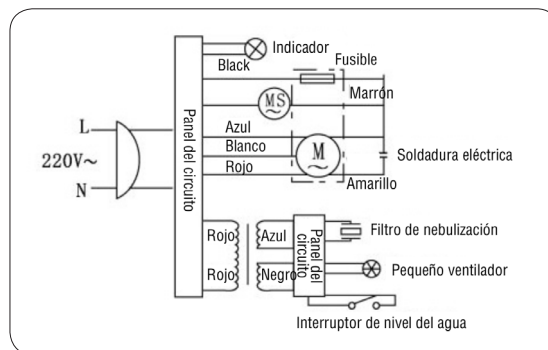 Indicador
Black
Fusible
Marrón
MS
~
Azul
Blanco
Rojo
M
~
Soldadura eléctrica
Amarillo
L
220V~
N
Panel del circuito
Rojo
Azul
Rojo
Negro
Panel del
circuito
Filtro de nebulización
Pequeño ventilador
Interruptor de nivel del agua